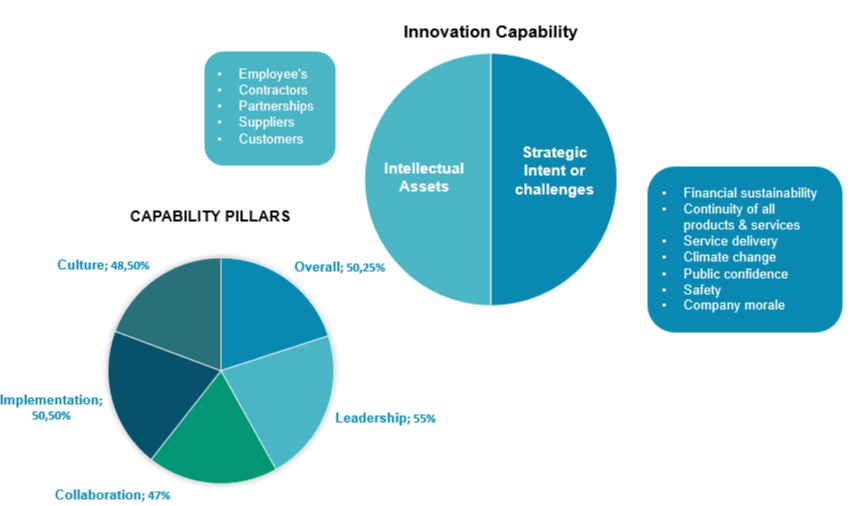 Innovation Capability
• Employee's
• Contractors
• Partnerships
• Suppliers
• Customers
Intellectual
Assets
Strategic
Intent or
challenges
• Financial sustainability
• Continuity of all
products & services
• Service delivery
• Climate change
• Public confidence
• Safety
• Company morale
CAPABILITY PILLARS
Culture; 48,50%
Overall; 50,25%
Implementation;
50,50%
Leadership; 55%
Collaboration; 47%